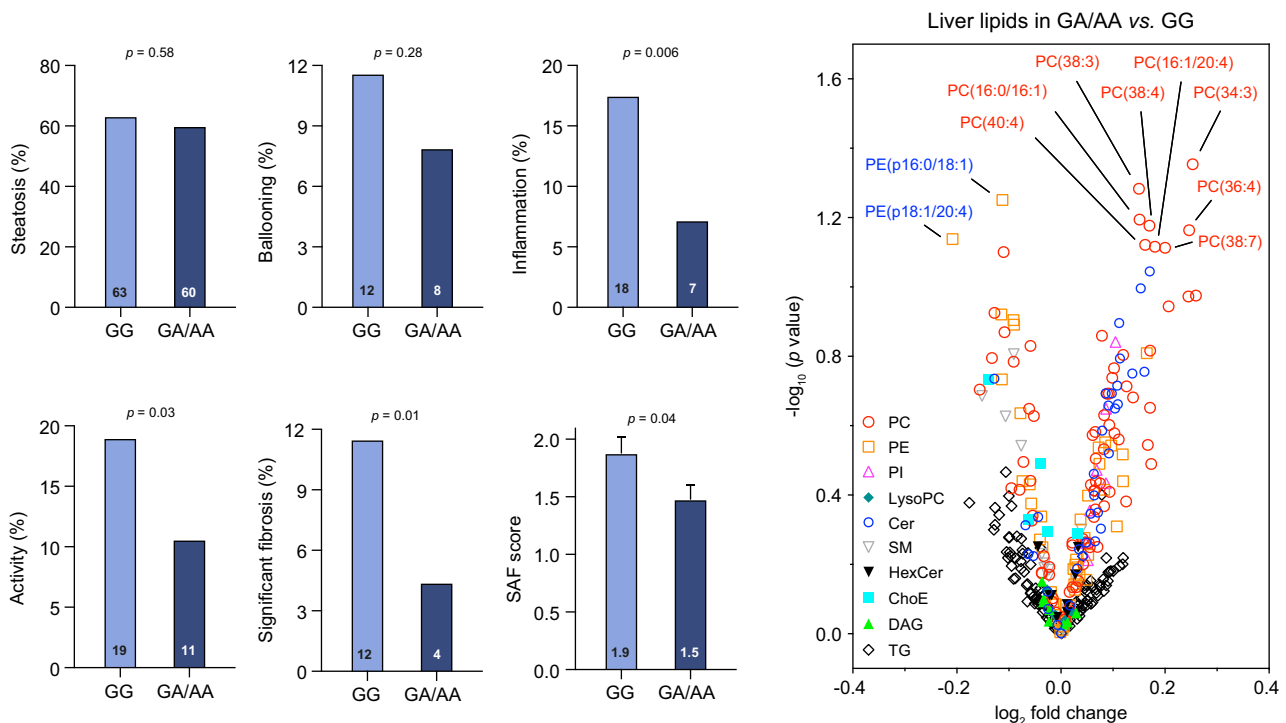 p = 0.58
Steatosis (%)
80
60
40
20
0
63
60
GG
GA/AA
p = 0.28
Ballooning (%)
12
9
6
3
0
12
8
GG
GA/AA
p = 0.006
Inflammation (%)
20
15
10
5
0
18
7
GG
GA/AA
p = 0.03
Activity (%)
20
15
10
5
0
19
11
GG
GA/AA
p = 0.01
Significant fibrosis (%)
12
9
6
3
0
12
4
GG
GA/AA
p = 0.04
SAF score
2.0
1.5
1.0
0.5
0.0
1.9
1.5
GG
GA/AA
Liver lipids in GA/AA vs. GG
-log10 (p value)
1.6
1.2
0.8
0.4
0.0
PC(38:3)
PC(16:1/20:4)
PC(16:0/16:1)
PC(38:4)
PC(34:3)
PC(40:4)
PE(p16:0/18:1)
PC(36:4)
PE(p18:1/20:4)
PC(38:7)
PC
PE
PI
LysoPC
Cer
SM
HexCer
ChoE
DAG
TG
-0.4
-0.2
0.0
0.2
0.4
log2 fold change